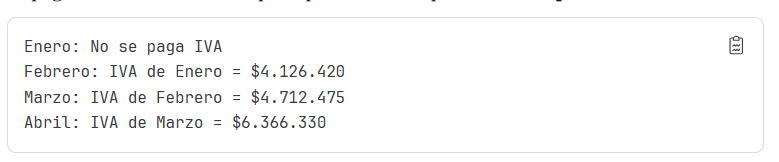 Enero: No se paga IVA
Febrero: IVA de Enero = $4.126.420
Marzo: IVA de Febrero = $4.712.475
Abril: IVA de Marzo = $6.366.330